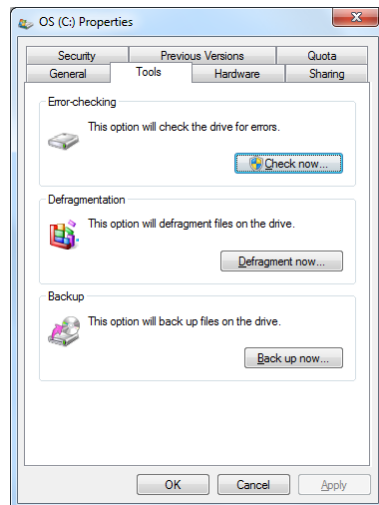 OS (C:) Properties
Security Previous Versions Quota
General Tools Hardware Sharing
Error-checking
This option will check the drive for errors.
Check now...
Defragmentation
This option will defragment files on the drive.
Defragment now...
Backup
This option will back up files on the drive.
Back up now...
OK Cancel Apply